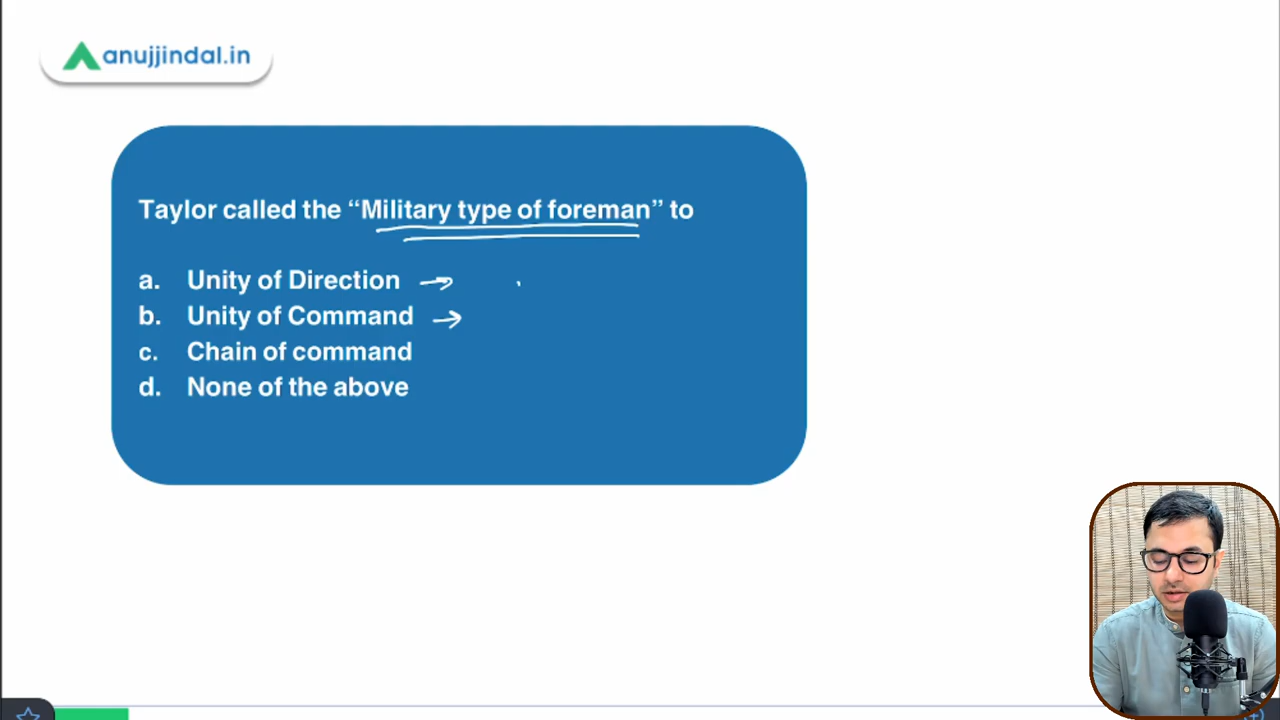 anujjindal.in
Taylor called the “Military type of foreman” to
a. Unity of Direction →
b. Unity of Command →
c. Chain of command
d. None of the above